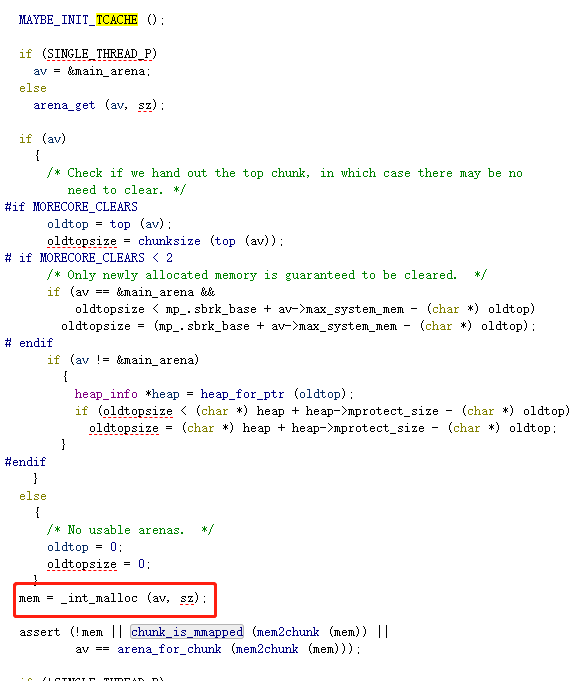 MAYBE_INIT_TCACHE ();
if (SINGLE_THREAD_P)
av = &main_arena;
else
arena_get (av, sz);
if (av)
{
/* Check if we hand out the top chunk, in which case there may be no
need to clear. */
#if MORECORE_CLEARS
oldtop = top (av);
oldtopsize = chunksize (top (av));
# if MORECORE_CLEARS < 2
/* Only newly allocated memory is guaranteed to be cleared.  */
if (av == &main_arena &&
oldtopsize < mp_.sbrk_base + av->max_system_mem - (char *) oldtop)
oldtopsize = (mp_.sbrk_base + av->max_system_mem - (char *) oldtop);
# endif
if (av != &main_arena)
{
heap_info *heap = heap_for_ptr (oldtop);
if (oldtopsize < (char *) heap + heap->mprotect_size - (char *) oldtop)
oldtopsize = (char *) heap + heap->mprotect_size - (char *) oldtop;
}
#endif
}
else
{
/* No usable arenas.  */
oldtop = 0;
oldtopsize = 0;
}
mem = _int_malloc (av, sz);
assert (!mem || chunk_is_mmapped (mem2chunk (mem)) ||
av == arena_for_chunk (mem2chunk (mem)));
if (!SINGLE_THREAD_P)